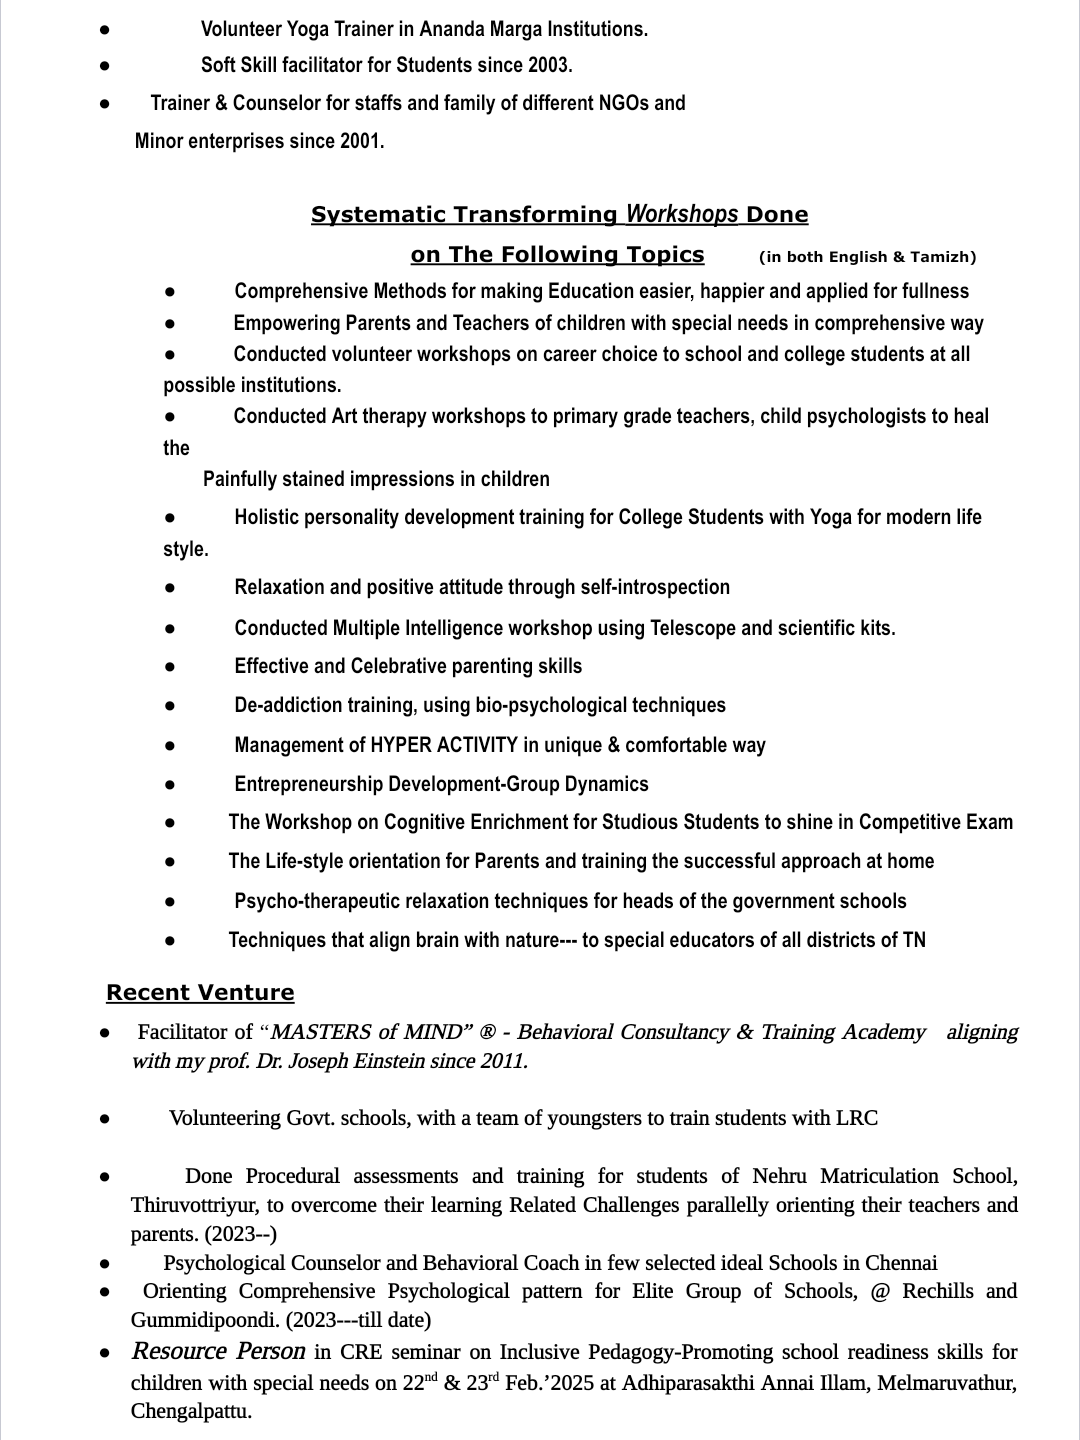 ● Volunteer Yoga Trainer in Ananda Marga Institutions.
● Soft Skill facilitator for Students since 2003.
● Trainer & Counselor for staffs and family of different NGOs and
Minor enterprises since 2001.
Systematic Transforming Workshops Done
on The Following Topics (in both English & Tamizh)
● Comprehensive Methods for making Education easier, happier and applied for fullness
● Empowering Parents and Teachers of children with special needs in comprehensive way
● Conducted volunteer workshops on career choice to school and college students at all
possible institutions.
● Conducted Art therapy workshops to primary grade teachers, child psychologists to heal
the
Painfully stained impressions in children
● Holistic personality development training for College Students with Yoga for modern life
style.
● Relaxation and positive attitude through self-introspection
● Conducted Multiple Intelligence workshop using Telescope and scientific kits.
● Effective and Celebrative parenting skills
● De-addiction training, using bio-psychological techniques
● Management of HYPER ACTIVITY in unique & comfortable way
● Entrepreneurship Development-Group Dynamics
● The Workshop on Cognitive Enrichment for Studious Students to shine in Competitive Exam
● The Life-style orientation for Parents and training the successful approach at home
● Psycho-therapeutic relaxation techniques for heads of the government schools
● Techniques that align brain with nature--- to special educators of all districts of TN
Recent Venture
● Facilitator of “MASTERS of MIND” ® - Behavioral Consultancy & Training Academy aligning
with my prof. Dr. Joseph Einstein since 2011.
● Volunteering Govt. schools, with a team of youngsters to train students with LRC
● Done Procedural assessments and training for students of Nehru Matriculation School,
Thiruvottriyur, to overcome their learning Related Challenges parallelly orienting their teachers and
parents. (2023--)
● Psychological Counselor and Behavioral Coach in few selected ideal Schools in Chennai
● Orienting Comprehensive Psychological pattern for Elite Group of Schools, @ Rechills and
Gummidipoondi. (2023---till date)
● Resource Person in CRE seminar on Inclusive Pedagogy-Promoting school readiness skills for
children with special needs on 22nd & 23rd Feb.’2025 at Adhiparasakthi Annai Illam, Melmaruvathur,
Chengalpattu.